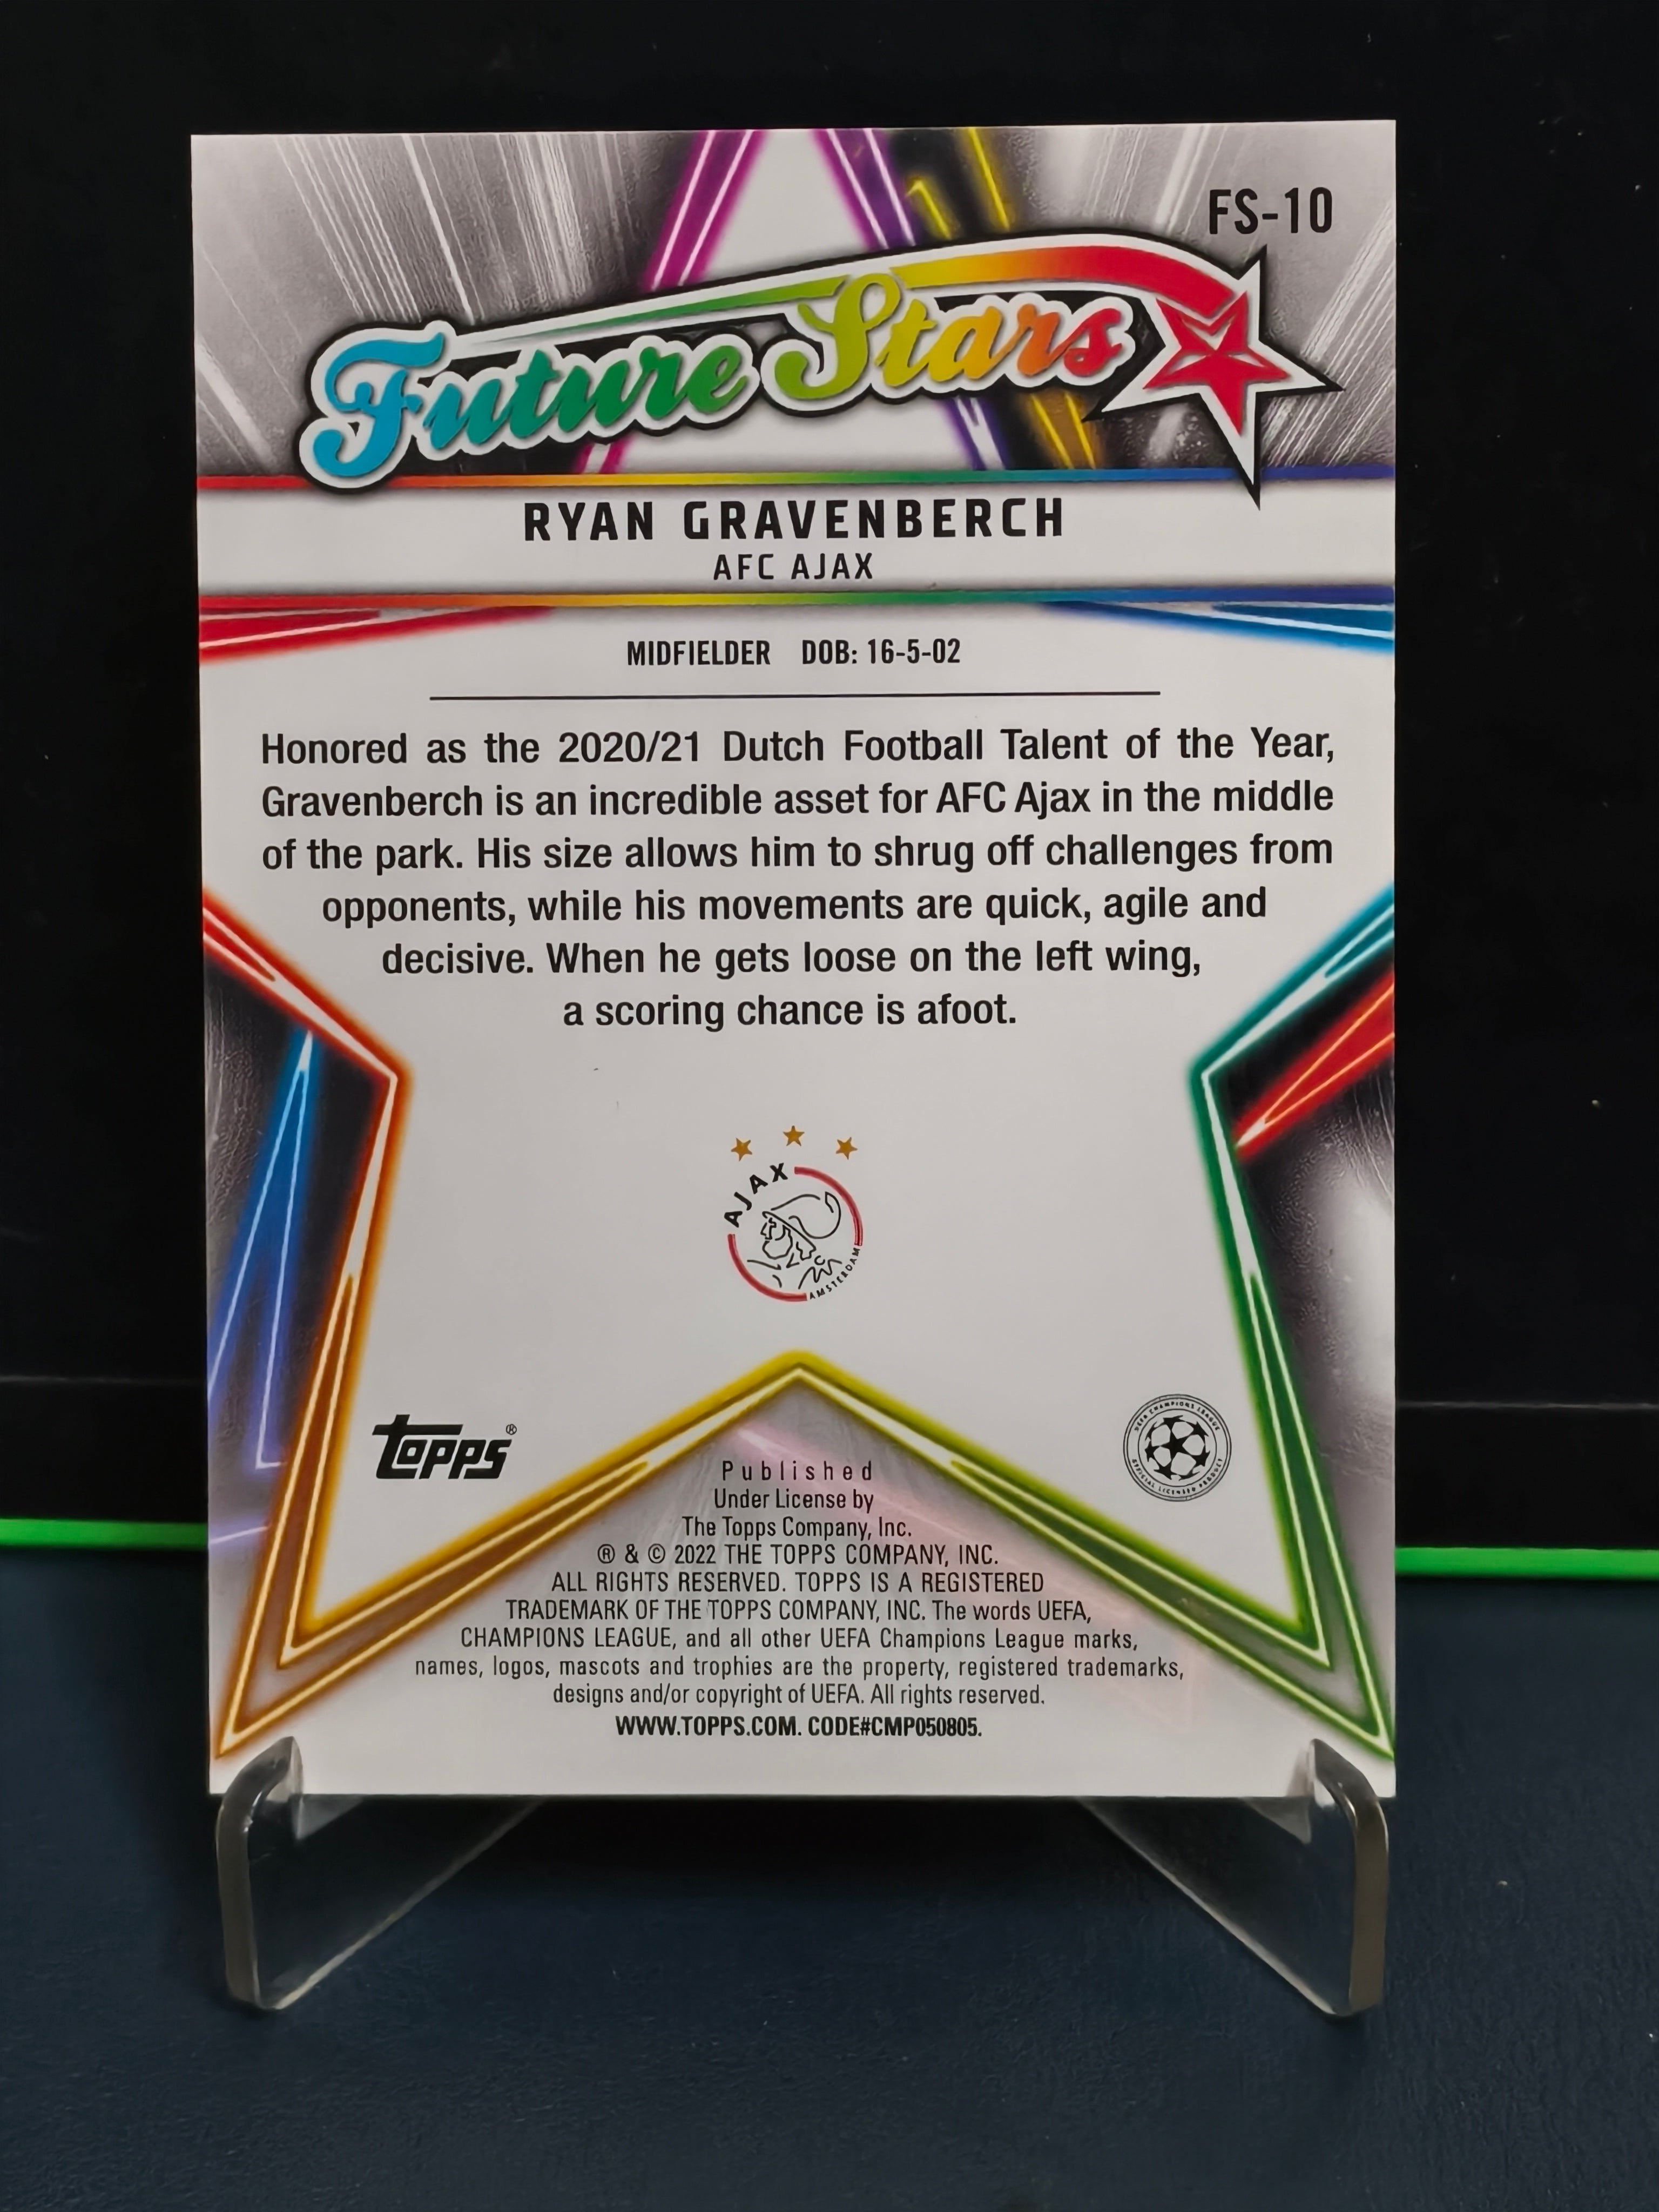 FS-10
Future Stars
RYAN GRAVENBERCH
AFC AJAX
MIDFIELDER DOB: 16-5-02
Honored as the 2020/21 Dutch Football Talent of the Year,
Gravenberch is an incredible asset for AFC Ajax in the middle
of the park. His size allows him to shrug off challenges from
opponents, while his movements are quick, agile and
decisive. When he gets loose on the left wing,
a scoring chance is afoot.
AJAX
AMSTERDAM
Topps®
UEFA CHAMPIONS LEAGUE
OFFICIAL LICENSED PRODUCT
Published
Under License by
The Topps Company, Inc.
® & © 2022 THE TOPPS COMPANY, INC.
ALL RIGHTS RESERVED. TOPPS IS A REGISTERED
TRADEMARK OF THE TOPPS COMPANY, INC. The words UEFA,
CHAMPIONS LEAGUE, and all other UEFA Champions League marks,
names, logos, mascots and trophies are the property, registered trademarks,
designs and/or copyright of UEFA. All rights reserved.
WWW.TOPPS.COM. CODE#CMP050805.